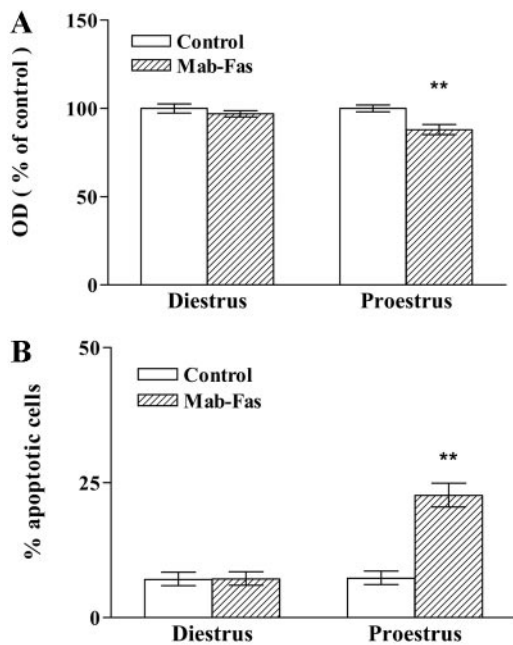 A
OD ( % of control )
150
100
50
0
Control
Mab-Fas
**
Diestrus
Proestrus
B
% apoptotic cells
50
25
0
Control
Mab-Fas
**
Diestrus
Proestrus